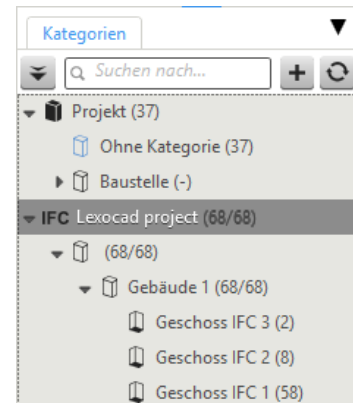 Kategorien
Suchen nach...
Projekt (37)
Ohne Kategorie (37)
Baustelle (-)
IFC Lexocad project (68/68)
(68/68)
Gebäude 1 (68/68)
Geschoss IFC 3 (2)
Geschoss IFC 2 (8)
Geschoss IFC 1 (58)